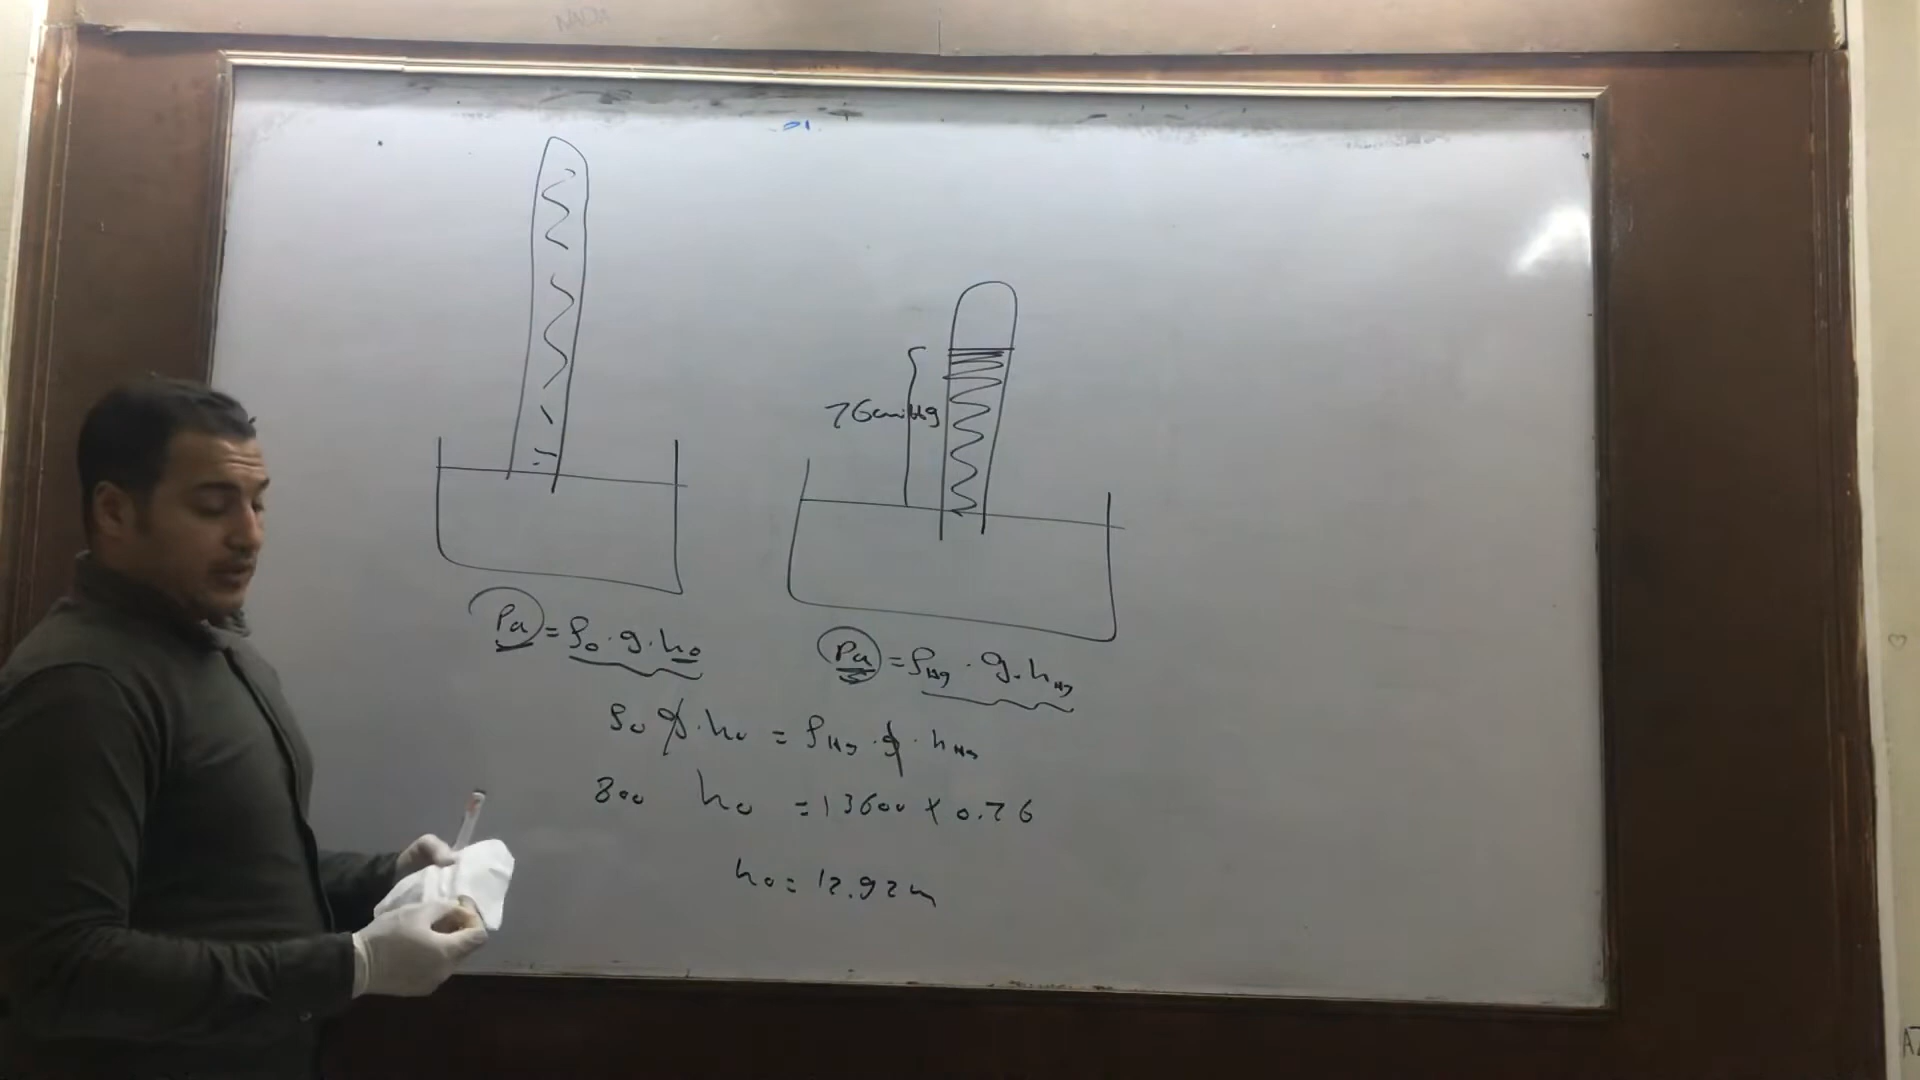 NADIA
76cmHg
Pa = ρo · g · ho
Pa = ρHg · g · hHg
ρo g · ho = ρHg · g · hHg
800 ho = 13600 × 0.76
ho = 12.92 m